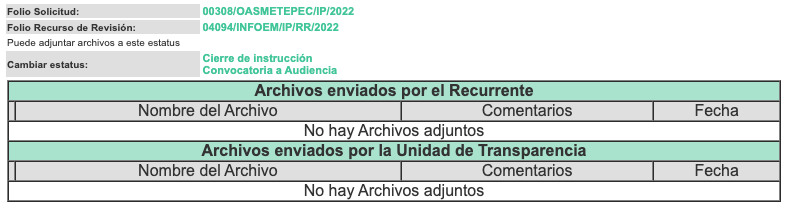 Folio Solicitud: 00308/OASMETEPEC/IP/2022
Folio Recurso de Revisión: 04094/INFOEM/IP/RR/2022
Puede adjuntar archivos a este estatus
Cambiar estatus: Cierre de instrucción
Convocatoria a Audiencia
Archivos enviados por el Recurrente
Nombre del Archivo Comentarios Fecha
No hay Archivos adjuntos
Archivos enviados por la Unidad de Transparencia
Nombre del Archivo Comentarios Fecha
No hay Archivos adjuntos